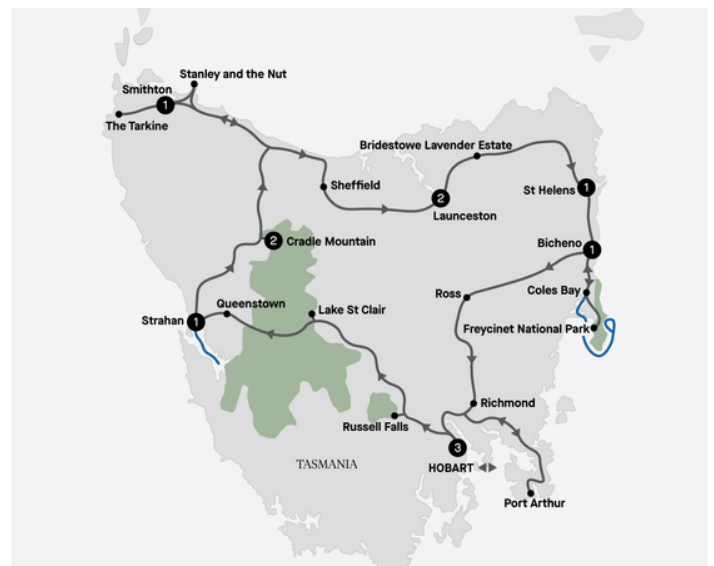 Stanley and the Nut
Smithton
1
The Tarkine
Bridestowe Lavender Estate
Sheffield
St Helens 1
2
Launceston
2 Cradle Mountain
Bicheno 1
Coles Bay
Ross
Queenstown
Lake St Clair
Strahan 1
Freycinet National Park
Richmond
Russell Falls
3
HOBART
TASMANIA
Port Arthur